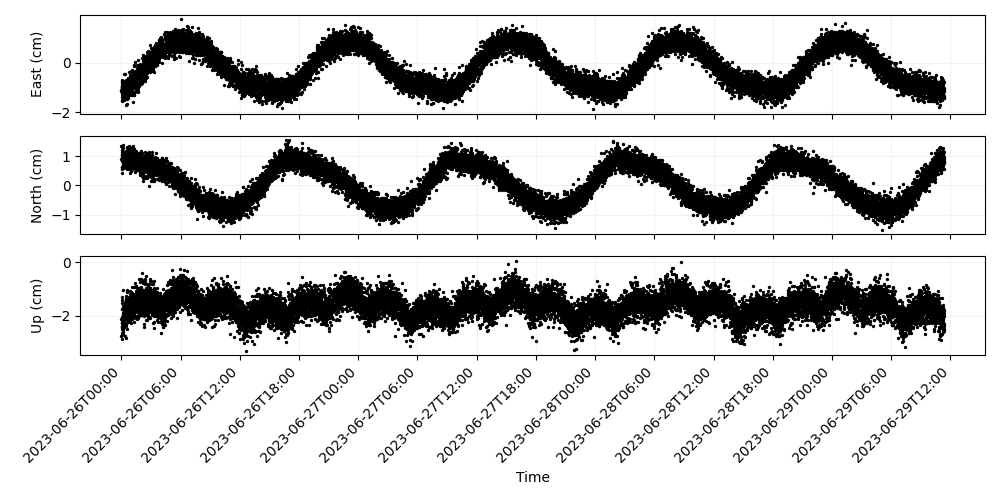 East (cm)
0
−2
North (cm)
1
0
−1
Up (cm)
0
−2
2023-06-26T00:00
2023-06-26T06:00
2023-06-26T12:00
2023-06-26T18:00
2023-06-27T00:00
2023-06-27T06:00
2023-06-27T12:00
2023-06-27T18:00
2023-06-28T00:00
2023-06-28T06:00
2023-06-28T12:00
2023-06-28T18:00
2023-06-29T00:00
2023-06-29T06:00
2023-06-29T12:00
Time